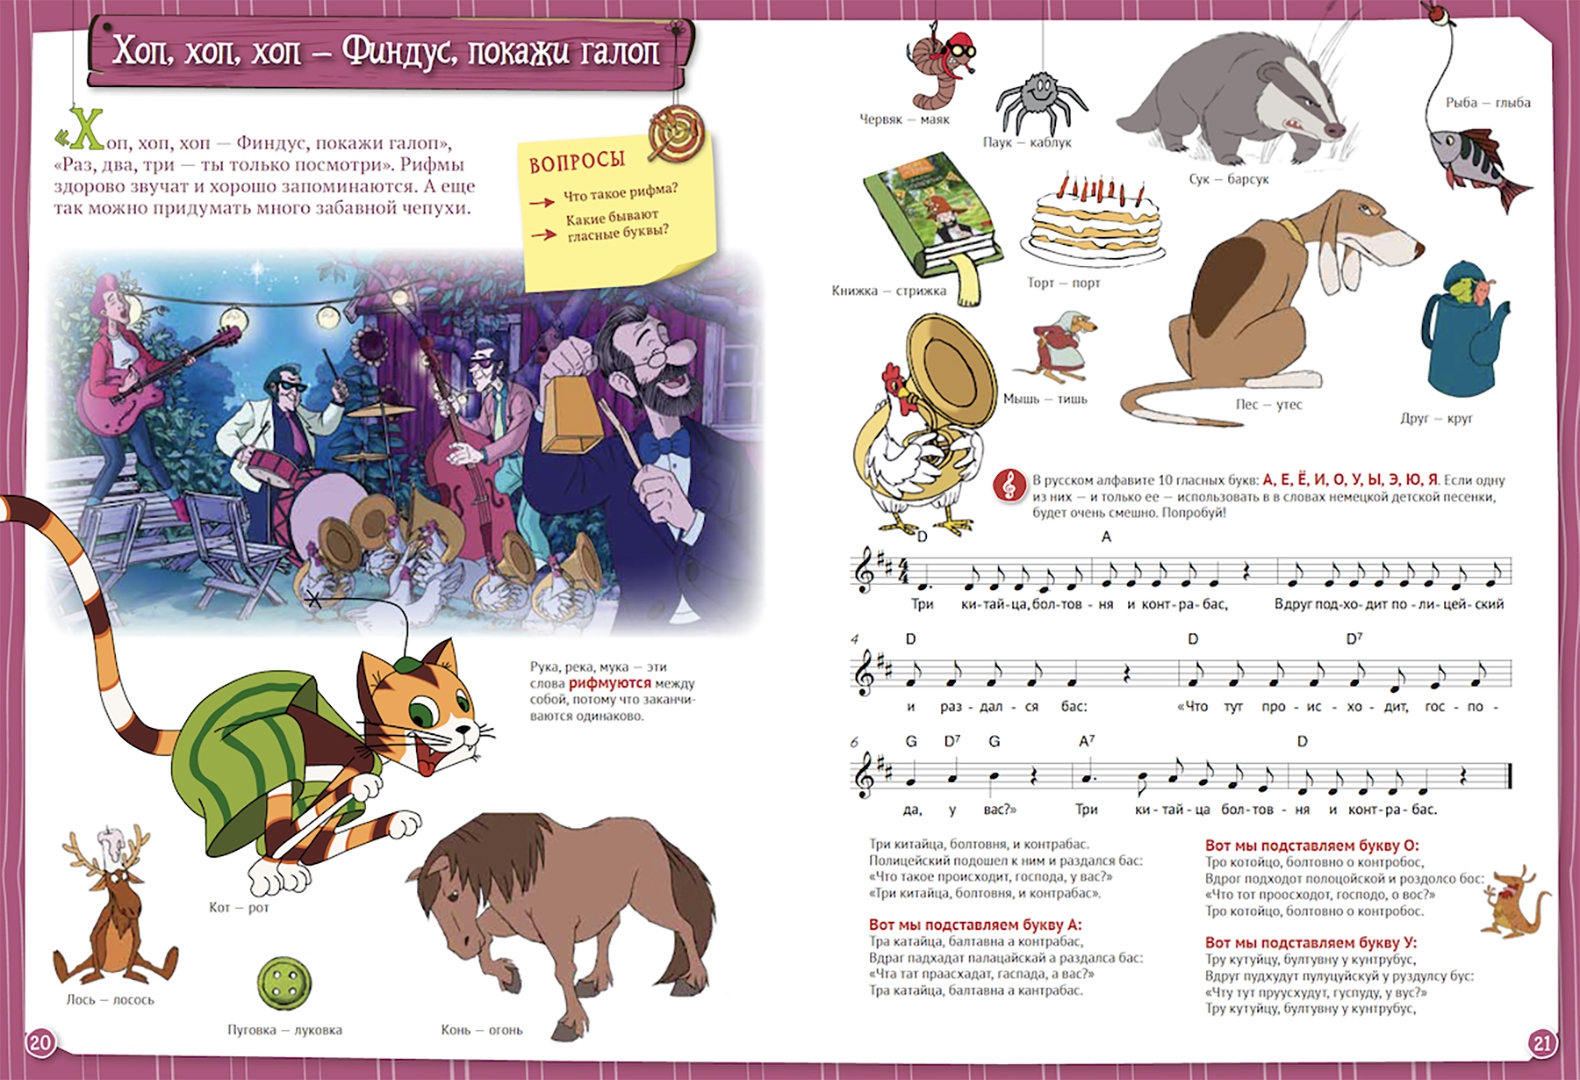 Хоп, хоп, хоп – Финдус, покажи галоп
«Хоп, хоп, хоп — Финдус, покажи галоп»,
«Раз, два, три — ты только посмотри». Рифмы
здорово звучат и хорошо запоминаются. А еще
так можно придумать много забавной чепухи.
ВОПРОСЫ
Что такое рифма?
Какие бывают
гласные буквы?
Рука, река, мука — эти
слова рифмуются между
собой, потому что заканчи-
ваются одинаково.
Кот — рот
Лось — лосось
Пуговка — луковка
Конь — огонь
20
Червяк — маяк
Паук — каблук
Сук — барсук
Рыба — глыба
Книжка — стрижка
Торт — порт
Мышь — тишь
Пес — утес
Друг — круг
В русском алфавите 10 гласных букв: А, Е, Ё, И, О, У, Ы, Э, Ю, Я. Если одну
из них — и только ее — использовать в в словах немецкой детской песенки,
будет очень смешно. Попробуй!
D A
4 4
Три ки-тай-ца, бол-тов - ня и конт-ра-бас, Вдруг под-хо-дит по-ли-цей-ский
4 D D D7
и раз - дал - ся бас: «Что тут про - ис - хо - дит, гос - по -
6 G D7 G A7 D
да, у вас?» Три ки-тай-ца бол-тов - ня и конт-ра-бас.
Три китайца, болтовня, и контрабас.
Полицейский подошел к ним и раздался бас:
«Что такое происходит, господа, у вас?»
«Три китайца, болтовня, и контрабас».
Вот мы подставляем букву А:
Тра катайца, балтавна а контрабас,
Вдраг падхадат палацайскай а раздался бас:
«Чта тат праасхадат, гаспада, а вас?»
Тра катайца, балтавна а кантрабас.
Вот мы подставляем букву О:
Тро котойцо, болтовно о контробос,
Вдрог подходот полоцойской о роздолсо бос:
«Что тот проосходот, господо, о вос?»
Тро котойцо, болтовно о контробос.
Вот мы подставляем букву У:
Тру кутуйцу, бултувну у кунтрубус,
Вдруг пудхудут пулуцуйскуй у руздулсу бус:
«Чту тут пруусхудут, гуспуду, у вус?»
Тру кутуйцу, бултувну у кунтрубус,
21